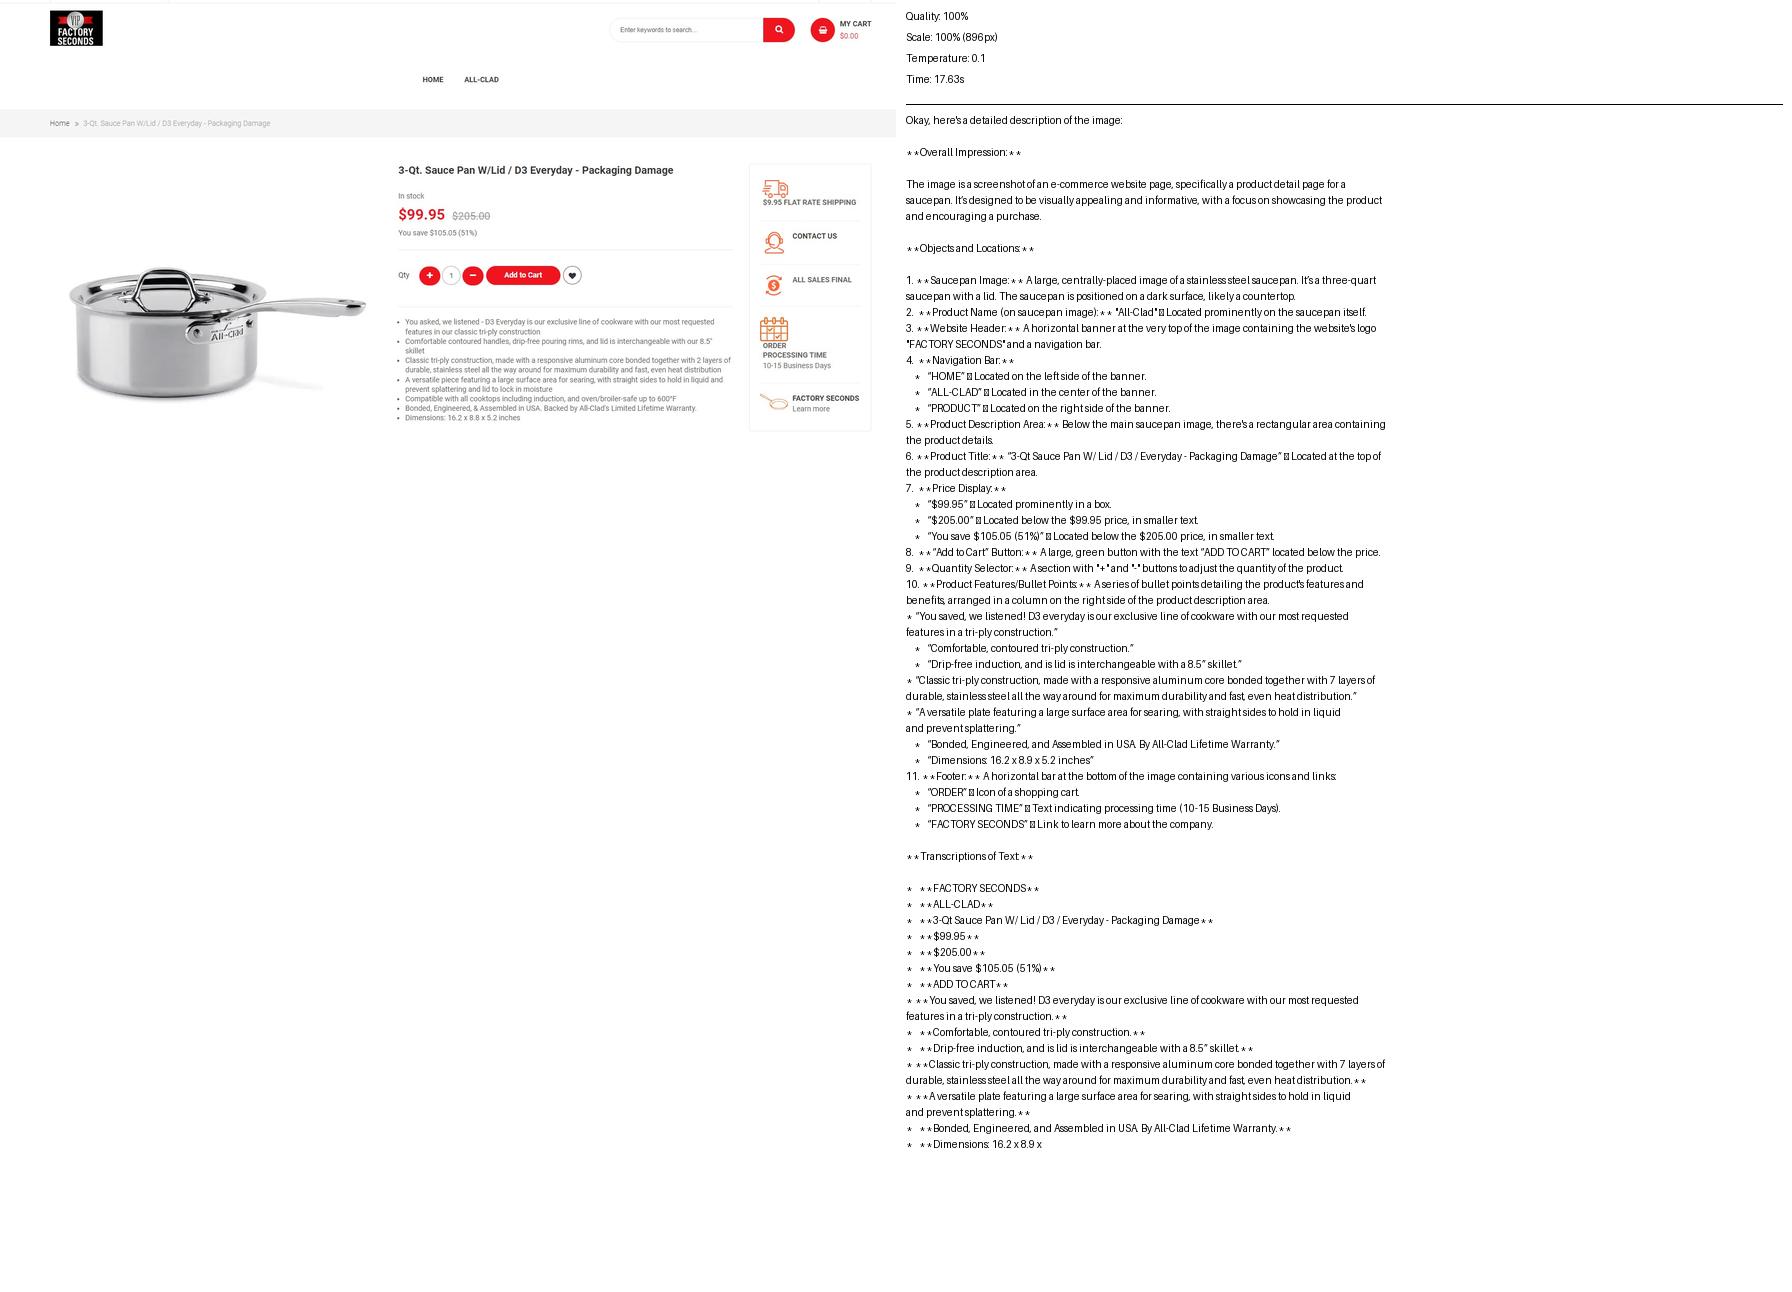 VIP
FACTORY
SECONDS
Enter keywords to search...
MY CART
$0.00
HOME ALL-CLAD
Home » 3-Qt. Sauce Pan W/Lid / D3 Everyday - Packaging Damage
All-Clad
3-Qt. Sauce Pan W/Lid / D3 Everyday - Packaging Damage
In stock
$99.95 $205.00
You save $105.05 (51%)
Qty + 1 − Add to Cart
• You asked, we listened - D3 Everyday is our exclusive line of cookware with our most requested
features in our classic tri-ply construction
• Comfortable contoured handles, drip-free pouring rims, and lid is interchangeable with our 8.5"
skillet
• Classic tri-ply construction, made with a responsive aluminum core bonded together with 2 layers of
durable, stainless steel all the way around for maximum durability and fast, even heat distribution
• A versatile piece featuring a large surface area for searing, with straight sides to hold in liquid and
prevent splattering and lid to lock in moisture
• Compatible with all cooktops including induction, and oven/broiler-safe up to 600°F
• Bonded, Engineered, & Assembled in USA. Backed by All-Clad's Limited Lifetime Warranty.
• Dimensions: 16.2 x 8.8 x 5.2 inches
$9.95 FLAT RATE SHIPPING
CONTACT US
ALL SALES FINAL
ORDER
PROCESSING TIME
10-15 Business Days
FACTORY SECONDS
Learn more
Quality: 100%
Scale: 100% (896px)
Temperature: 0.1
Time: 17.63s
Okay, here's a detailed description of the image:
**Overall Impression:**
The image is a screenshot of an e-commerce website page, specifically a product detail page for a
saucepan. It's designed to be visually appealing and informative, with a focus on showcasing the product
and encouraging a purchase.
**Objects and Locations:**
1. **Saucepan Image:** A large, centrally-placed image of a stainless steel saucepan. It's a three-quart
saucepan with a lid. The saucepan is positioned on a dark surface, likely a countertop.
2. **Product Name (on saucepan image):** "All-Clad" Located prominently on the saucepan itself.
3. **Website Header:** A horizontal banner at the very top of the image containing the website's logo
"FACTORY SECONDS" and a navigation bar.
4. **Navigation Bar:**
* "HOME" Located on the left side of the banner.
* "ALL-CLAD" Located in the center of the banner.
* "PRODUCT" Located on the right side of the banner.
5. **Product Description Area:** Below the main saucepan image, there's a rectangular area containing
the product details.
6. **Product Title:** "3-Qt Sauce Pan W/ Lid / D3 / Everyday - Packaging Damage" Located at the top of
the product description area.
7. **Price Display:**
* "$99.95" Located prominently in a box.
* "$205.00" Located below the $99.95 price, in smaller text.
* "You save $105.05 (51%)" Located below the $205.00 price, in smaller text.
8. **"Add to Cart" Button:** A large, green button with the text "ADD TO CART" located below the price.
9. **Quantity Selector:** A section with "+" and "-" buttons to adjust the quantity of the product.
10. **Product Features/Bullet Points:** A series of bullet points detailing the product's features and
benefits, arranged in a column on the right side of the product description area.
* "You saved, we listened! D3 everyday is our exclusive line of cookware with our most requested
features in a tri-ply construction."
* "Comfortable, contoured tri-ply construction."
* "Drip-free induction, and is lid is interchangeable with a 8.5" skillet."
* "Classic tri-ply construction, made with a responsive aluminum core bonded together with 7 layers of
durable, stainless steel all the way around for maximum durability and fast, even heat distribution."
* "A versatile plate featuring a large surface area for searing, with straight sides to hold in liquid
and prevent splattering."
* "Bonded, Engineered, and Assembled in USA. By All-Clad Lifetime Warranty."
* "Dimensions: 16.2 x 8.9 x 5.2 inches"
11. **Footer:** A horizontal bar at the bottom of the image containing various icons and links:
* "ORDER" Icon of a shopping cart.
* "PROCESSING TIME" Text indicating processing time (10-15 Business Days).
* "FACTORY SECONDS" Link to learn more about the company.
**Transcriptions of Text:**
* **FACTORY SECONDS**
* **ALL-CLAD**
* **3-Qt Sauce Pan W/ Lid / D3 / Everyday - Packaging Damage**
* **$99.95**
* **$205.00**
* **You save $105.05 (51%)**
* **ADD TO CART**
* **You saved, we listened! D3 everyday is our exclusive line of cookware with our most requested
features in a tri-ply construction.**
* **Comfortable, contoured tri-ply construction.**
* **Drip-free induction, and is lid is interchangeable with a 8.5" skillet.**
* **Classic tri-ply construction, made with a responsive aluminum core bonded together with 7 layers of
durable, stainless steel all the way around for maximum durability and fast, even heat distribution.**
* **A versatile plate featuring a large surface area for searing, with straight sides to hold in liquid
and prevent splattering.**
* **Bonded, Engineered, and Assembled in USA. By All-Clad Lifetime Warranty.**
* **Dimensions: 16.2 x 8.9 x